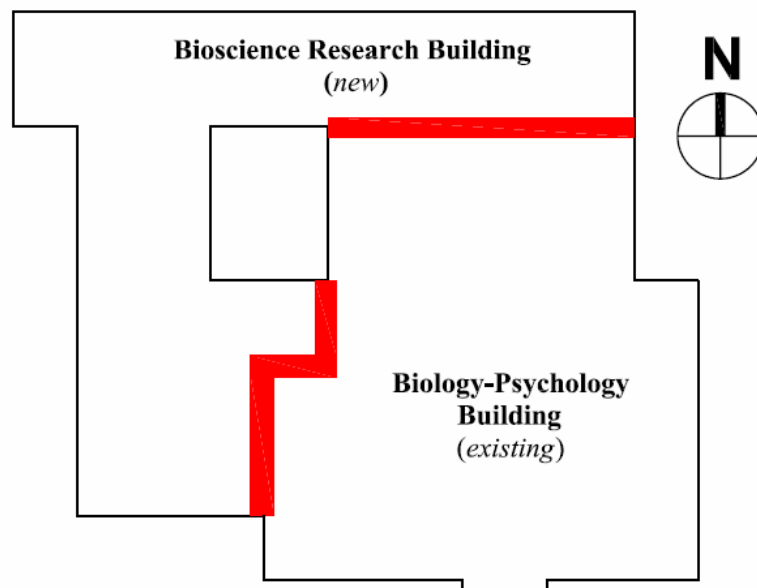 Bioscience Research Building
(new)
N
Biology-Psychology
Building
(existing)